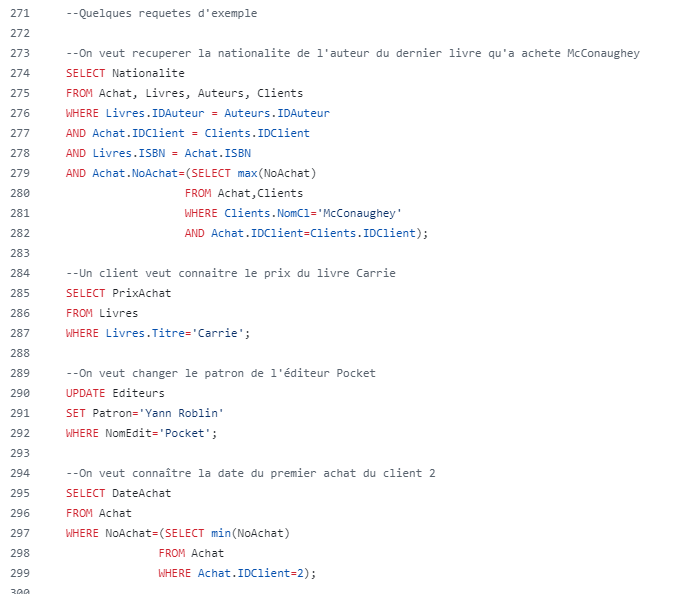 271 --Quelques requetes d'exemple
272
273 --On veut recuperer la nationalite de l'auteur du dernier livre qu'a achete McConaughey
274 SELECT Nationalite
275 FROM Achat, Livres, Auteurs, Clients
276 WHERE Livres.IDAuteur = Auteurs.IDAuteur
277 AND Achat.IDClient = Clients.IDClient
278 AND Livres.ISBN = Achat.ISBN
279 AND Achat.NoAchat=(SELECT max(NoAchat)
280 FROM Achat,Clients
281 WHERE Clients.NomCl='McConaughey'
282 AND Achat.IDClient=Clients.IDClient);
283
284 --Un client veut connaitre le prix du livre Carrie
285 SELECT PrixAchat
286 FROM Livres
287 WHERE Livres.Titre='Carrie';
288
289 --On veut changer le patron de l'éditeur Pocket
290 UPDATE Editeurs
291 SET Patron='Yann Roblin'
292 WHERE NomEdit='Pocket';
293
294 --On veut connaître la date du premier achat du client 2
295 SELECT DateAchat
296 FROM Achat
297 WHERE NoAchat=(SELECT min(NoAchat)
298 FROM Achat
299 WHERE Achat.IDClient=2);
300